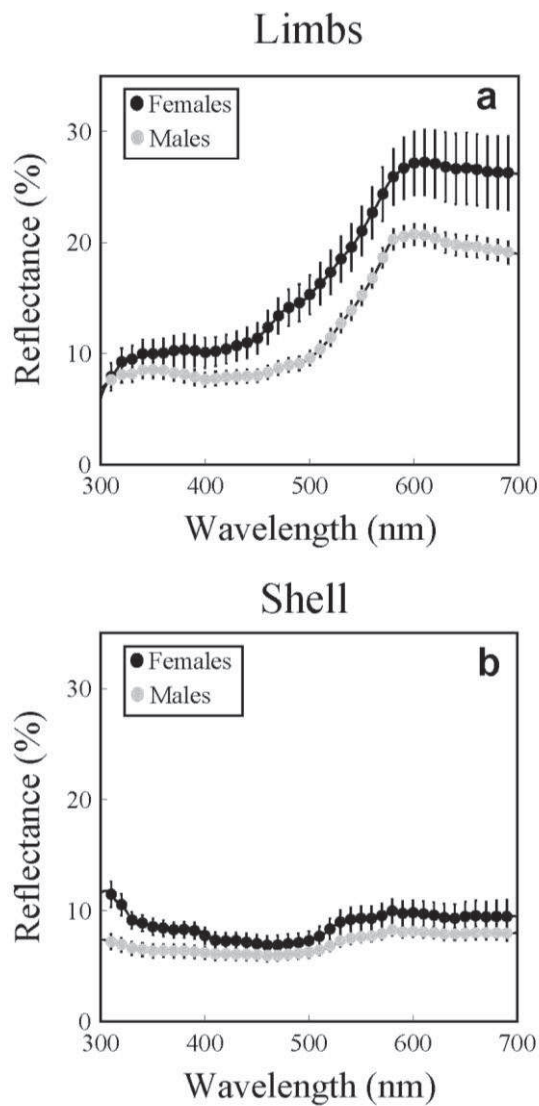 Limbs
a
Females
Males
30
20
10
0
Reflectance (%)
300 400 500 600 700
Wavelength (nm)
Shell
b
Females
Males
30
20
10
0
Reflectance (%)
300 400 500 600 700
Wavelength (nm)